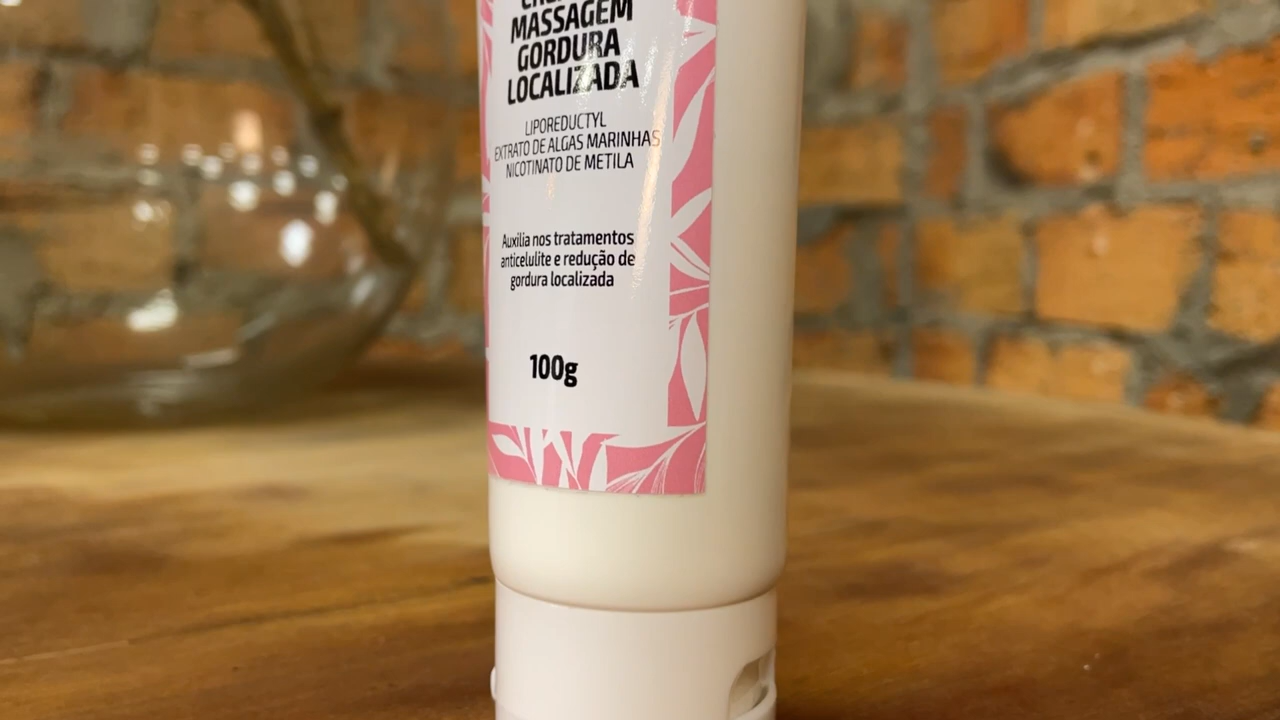 MASSAGEM
GORDURA
LOCALIZADA
LIPOREDUCTYL
EXTRATO DE ALGAS MARINHAS
NICOTINATO DE METILA
Auxilia nos tratamentos
anticelulite e redução de
gordura localizada
100g